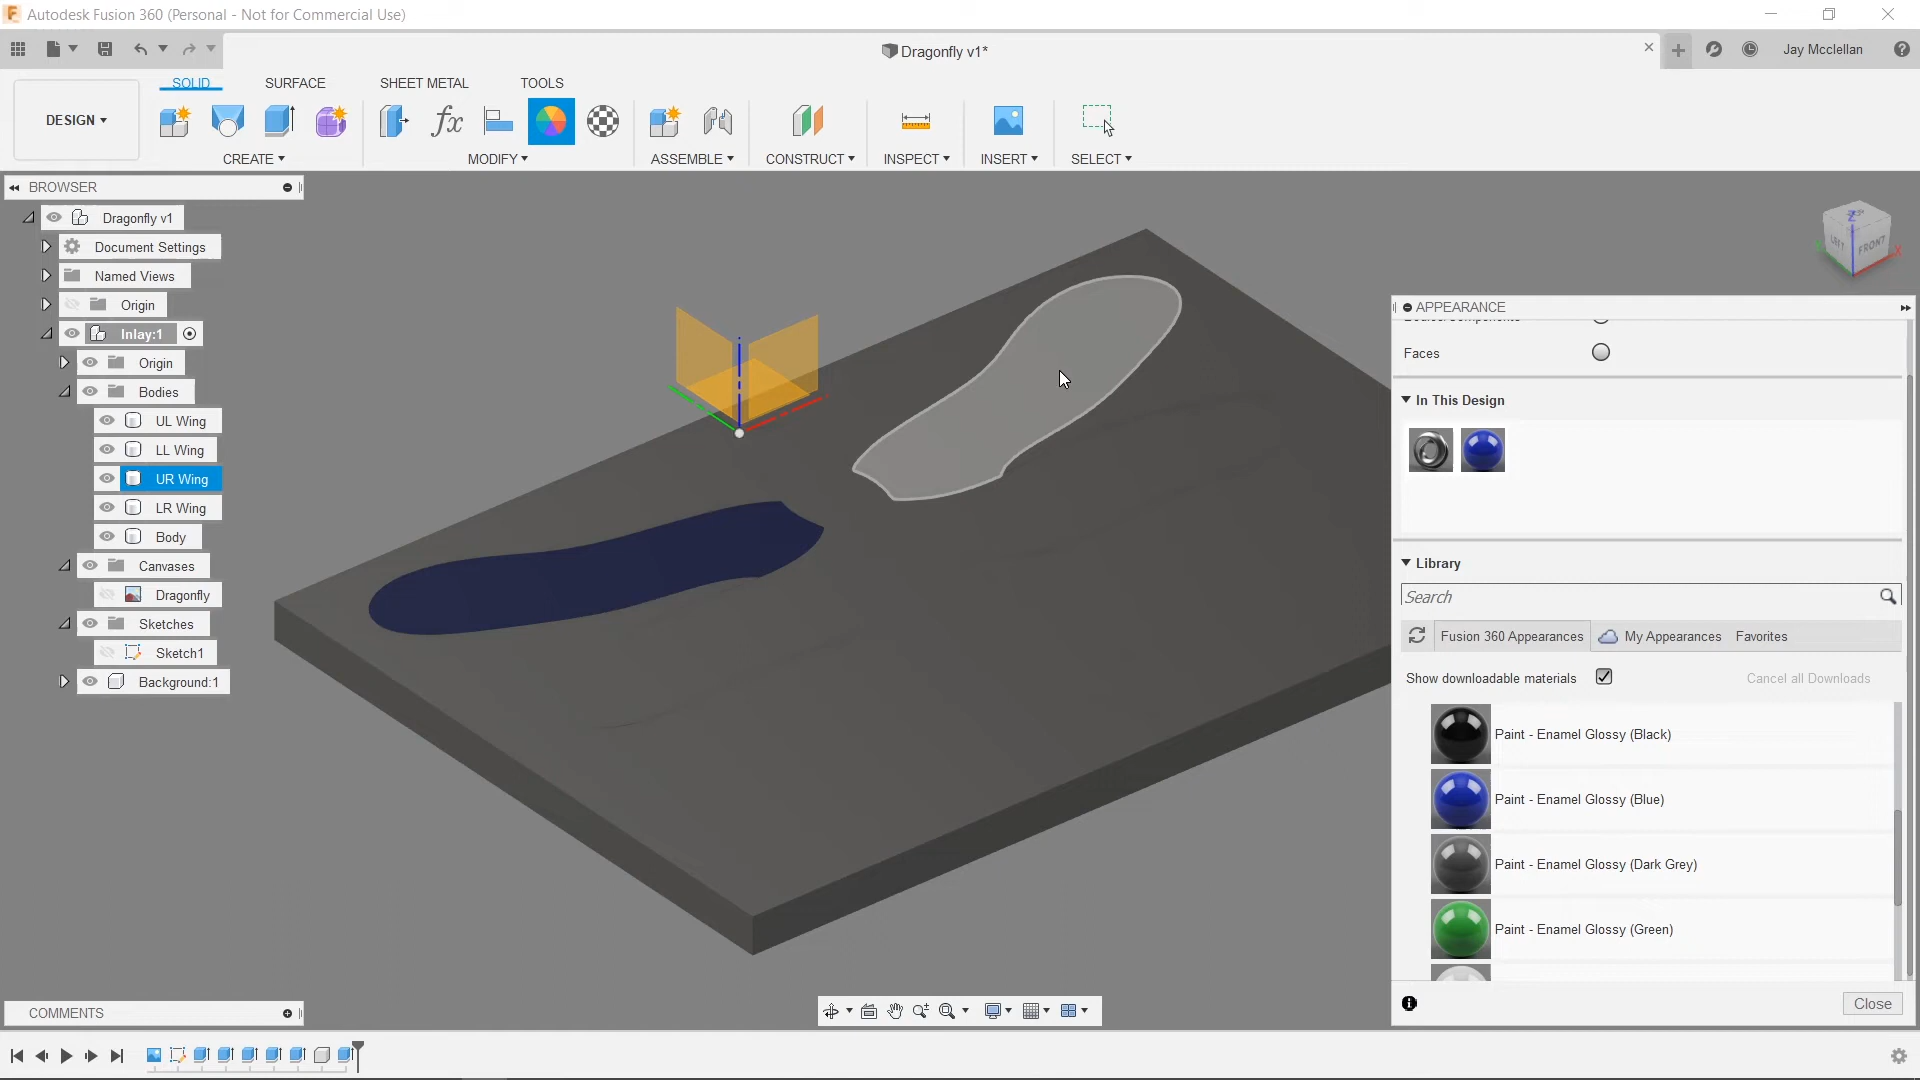 Autodesk Fusion 360 (Personal - Not for Commercial Use)
Dragonfly v1*
Jay Mcclellan
SOLID
SURFACE
SHEET METAL
TOOLS
DESIGN
CREATE
MODIFY
ASSEMBLE
CONSTRUCT
INSPECT
INSERT
SELECT
BROWSER
Dragonfly v1
Document Settings
Named Views
Origin
Inlay:1
Origin
Bodies
UL Wing
LL Wing
UR Wing
LR Wing
Body
Canvases
Dragonfly
Sketches
Sketch1
Background:1
Z
LEFT
FRONT
X
APPEARANCE
Faces
In This Design
Library
Search
Fusion 360 Appearances
My Appearances
Favorites
Show downloadable materials
Cancel all Downloads
Paint - Enamel Glossy (Black)
Paint - Enamel Glossy (Blue)
Paint - Enamel Glossy (Dark Grey)
Paint - Enamel Glossy (Green)
Close
COMMENTS